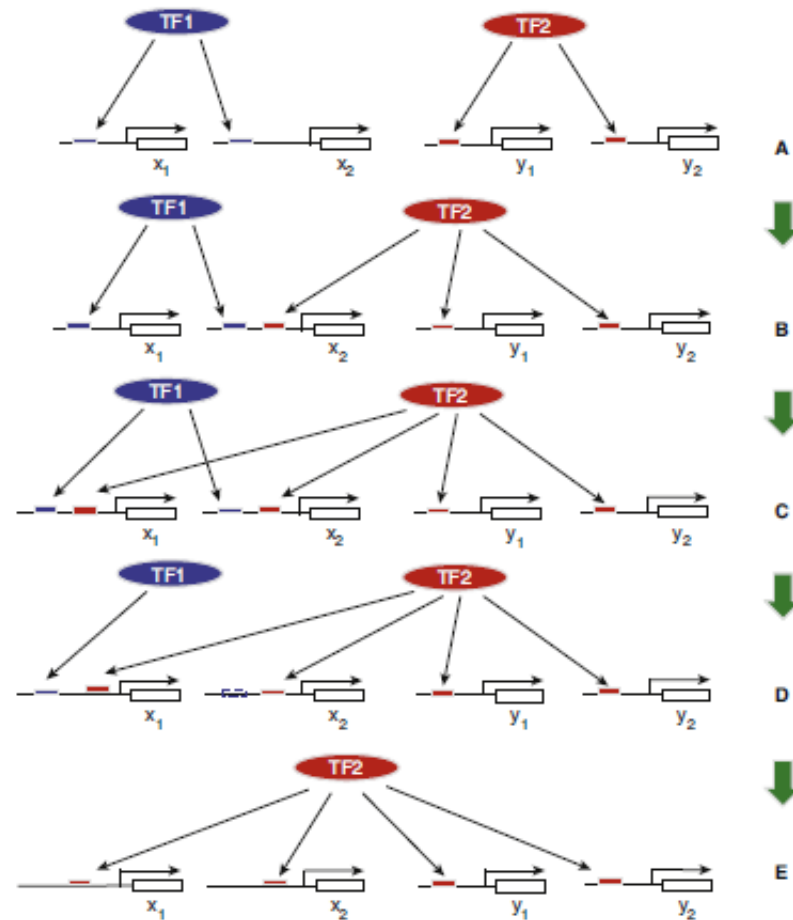 TF1 TF2
x1 x2 y1 y2 A
TF1 TF2
x1 x2 y1 y2 B
TF1 TF2
x1 x2 y1 y2 C
TF1 TF2
x1 x2 y1 y2 D
TF2
x1 x2 y1 y2 E